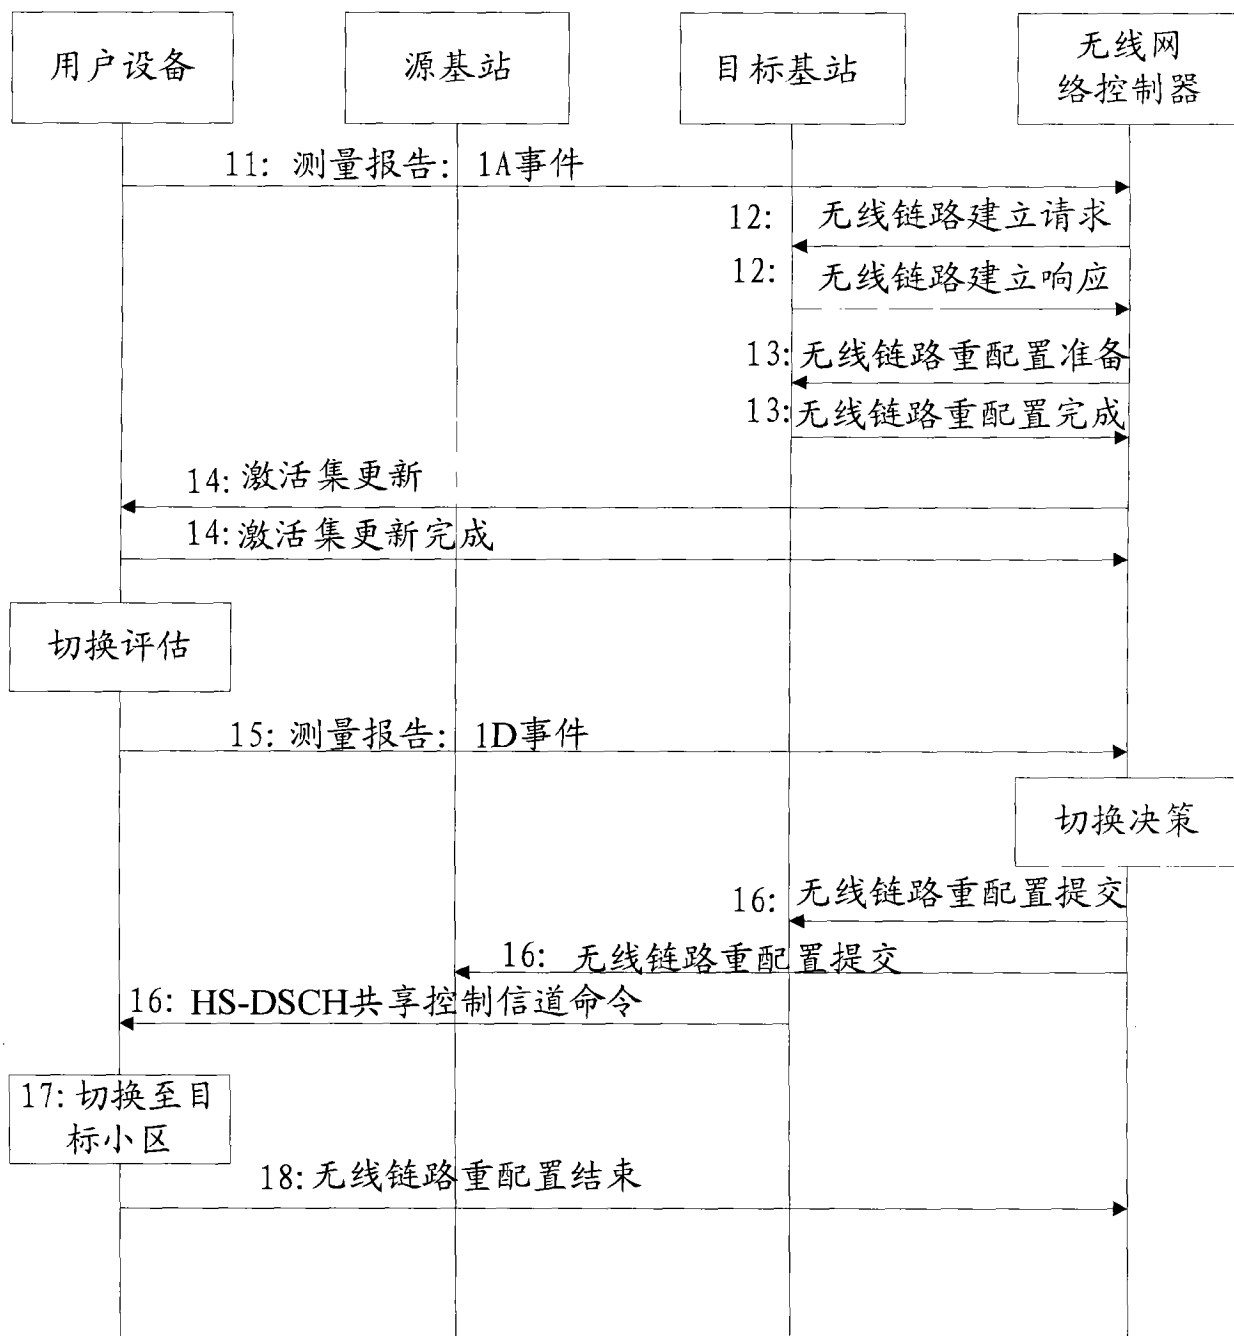 用户设备
源基站
目标基站
无线网
络控制器
11: 测量报告: 1A事件
12: 无线链路建立请求
12: 无线链路建立响应
13:无线链路重配置准备
13:无线链路重配置完成
14:激活集更新
14:激活集更新完成
切换评估
15: 测量报告: 1D事件
切换决策
16: 无线链路重配置提交
16: 无线链路重配置提交
16: HS-DSCH共享控制信道命令
17:切换至目
标小区
18:无线链路重配置结束